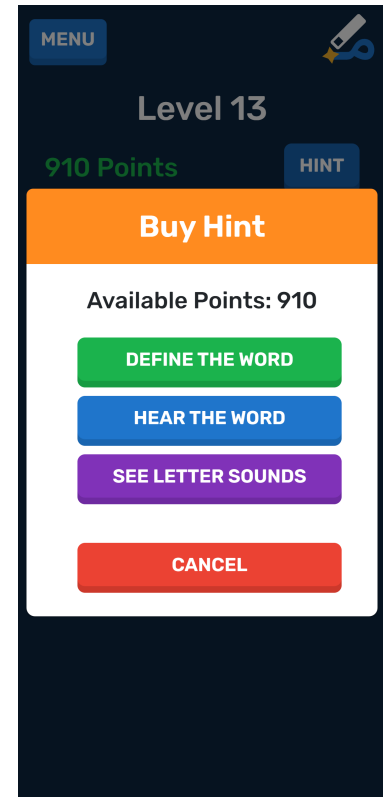 MENU
Level 13
910 Points
HINT
Buy Hint
Available Points: 910
DEFINE THE WORD
HEAR THE WORD
SEE LETTER SOUNDS
CANCEL